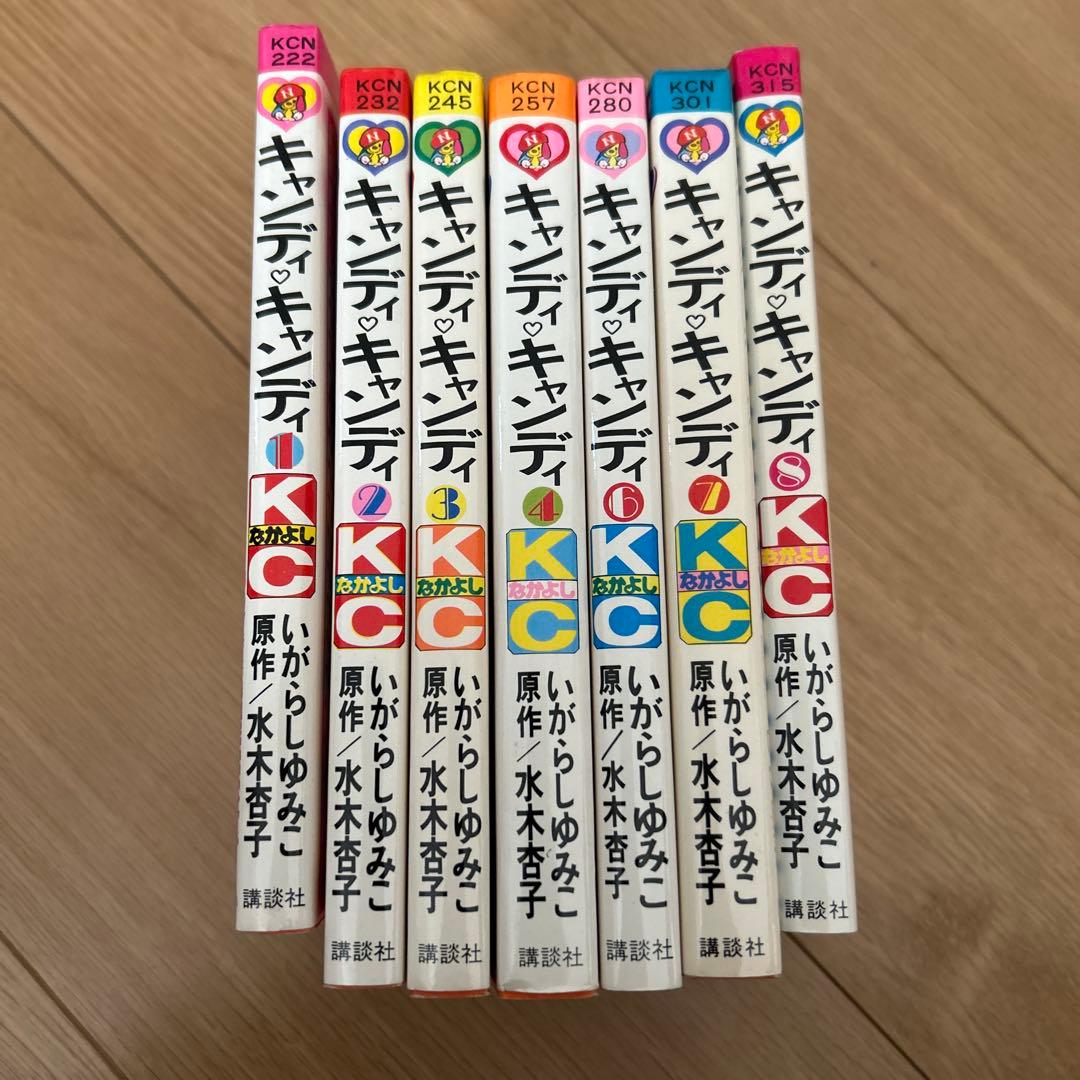 KCN
222
N
キャンディ♡キャンディ
1
K
なかよし
C
いがらしゆみこ
原作/水木杏子
講談社
KCN
232
N
キャンディ♡キャンディ
2
K
なかよし
C
いがらしゆみこ
原作/水木杏子
講談社
KCN
245
N
キャンディ♡キャンディ
3
K
なかよし
C
いがらしゆみこ
原作/水木杏子
講談社
KCN
257
N
キャンディ♡キャンディ
4
K
なかよし
C
いがらしゆみこ
原作/水木杏子
講談社
KCN
280
N
キャンディ♡キャンディ
6
K
なかよし
C
いがらしゆみこ
原作/水木杏子
講談社
KCN
301
N
キャンディ♡キャンディ
7
K
なかよし
C
いがらしゆみこ
原作/水木杏子
講談社
KCN
315
N
キャンディ♡キャンディ
8
K
なかよし
C
いがらしゆみこ
原作/水木杏子
講談社